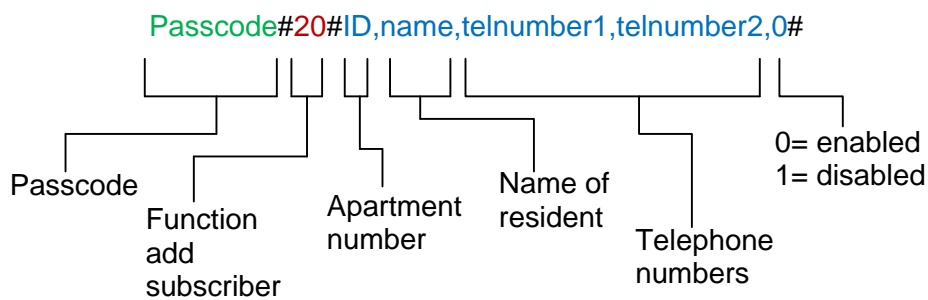 Passcode#20#ID,name,telnumber1,telnumber2,0#
0= enabled
1= disabled
Passcode
Function
add
subscriber
Apartment
number
Name of
resident
Telephone
numbers